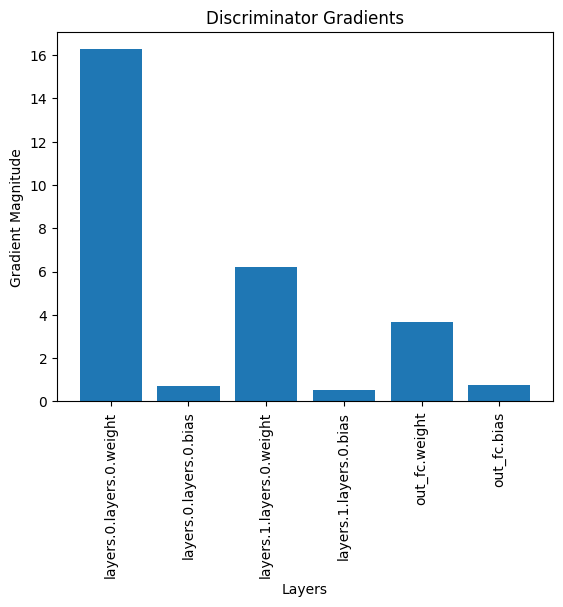 Discriminator Gradients
Gradient Magnitude
16
14
12
10
8
6
4
2
0
layers.0.layers.0.weight
layers.0.layers.0.bias
layers.1.layers.0.weight
layers.1.layers.0.bias
out_fc.weight
out_fc.bias
Layers